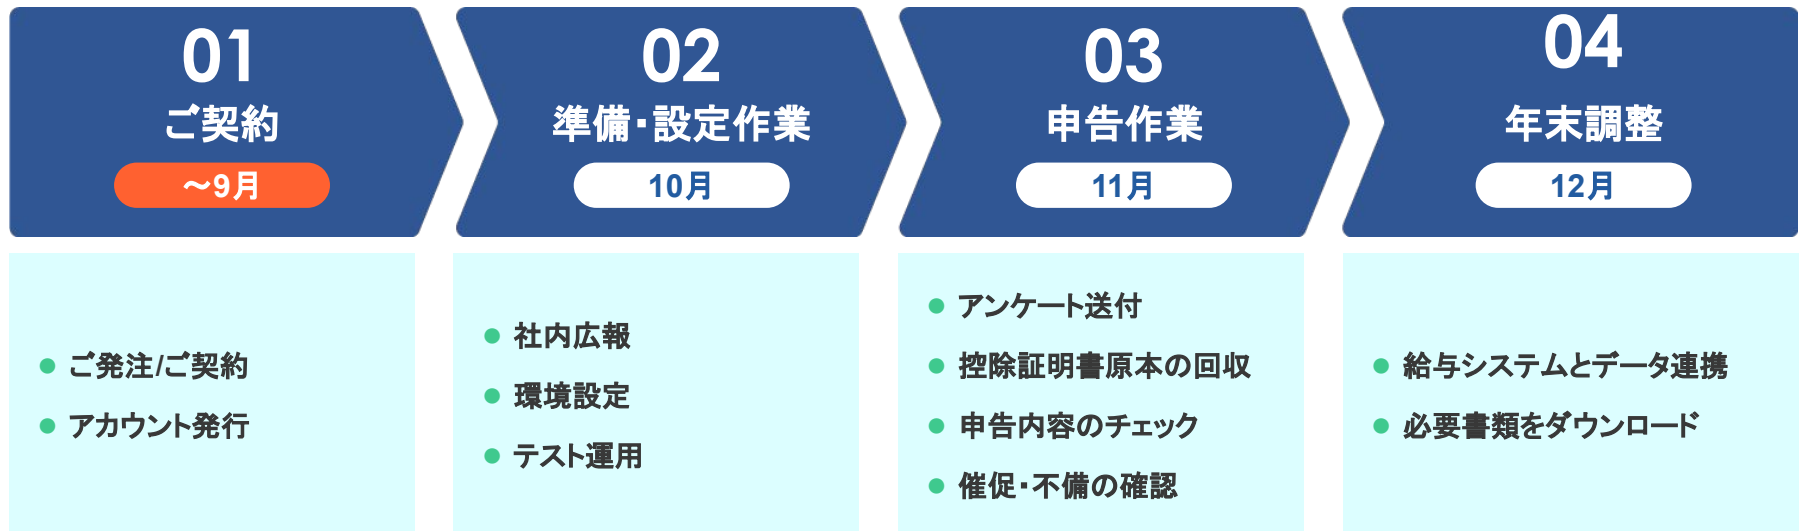 01
ご契約
～9月
ご発注/ご契約
アカウント発行
02
準備・設定作業
10月
社内広報
環境設定
テスト運用
03
申告作業
11月
アンケート送付
控除証明書原本の回収
申告内容のチェック
催促・不備の確認
04
年末調整
12月
給与システムとデータ連携
必要書類をダウンロード